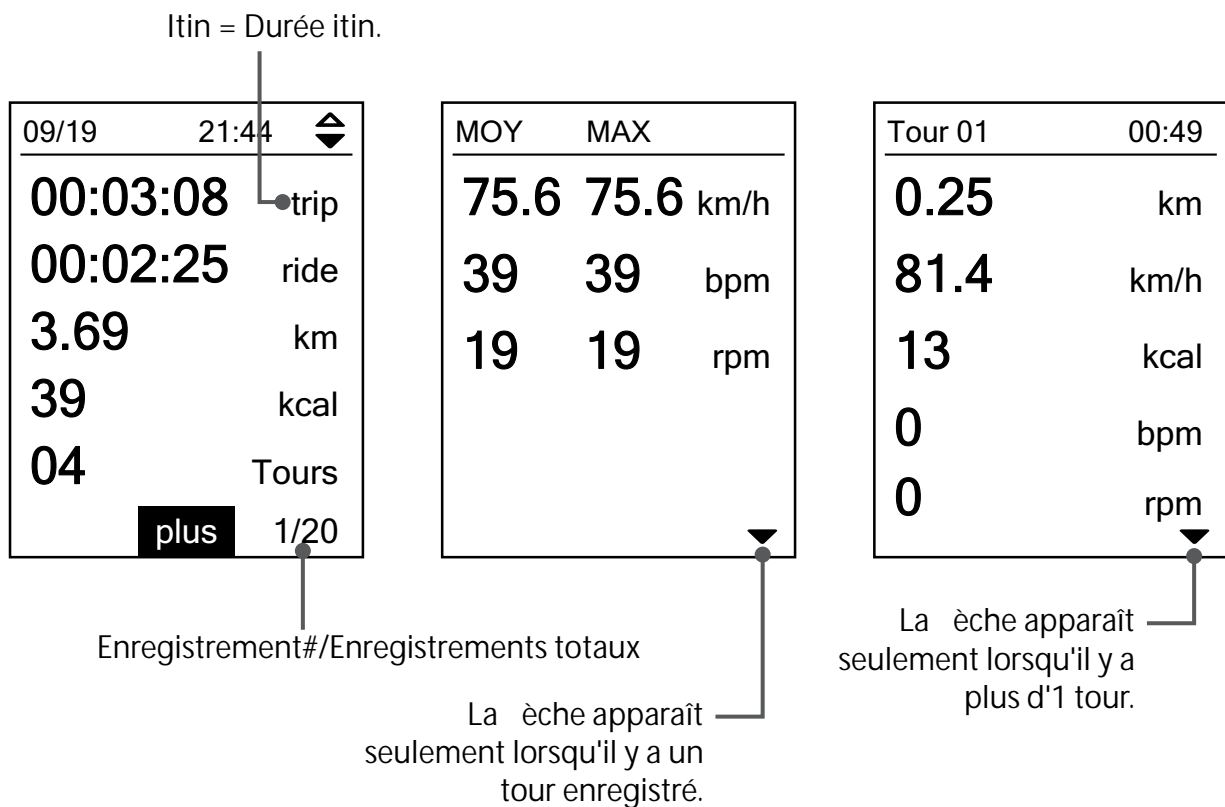 Itin = Durée itin.
09/19 21:44
00:03:08 trip
00:02:25 ride
3.69 km
39 kcal
04 Tours
plus 1/20
Enregistrement#/Enregistrements totaux
MOY MAX
75.6 75.6 km/h
39 39 bpm
19 19 rpm
La èche apparaît
seulement lorsqu'il y a un
tour enregistré.
Tour 01 00:49
0.25 km
81.4 km/h
13 kcal
0 bpm
0 rpm
La èche apparaît
seulement lorsqu'il y a
plus d'1 tour.